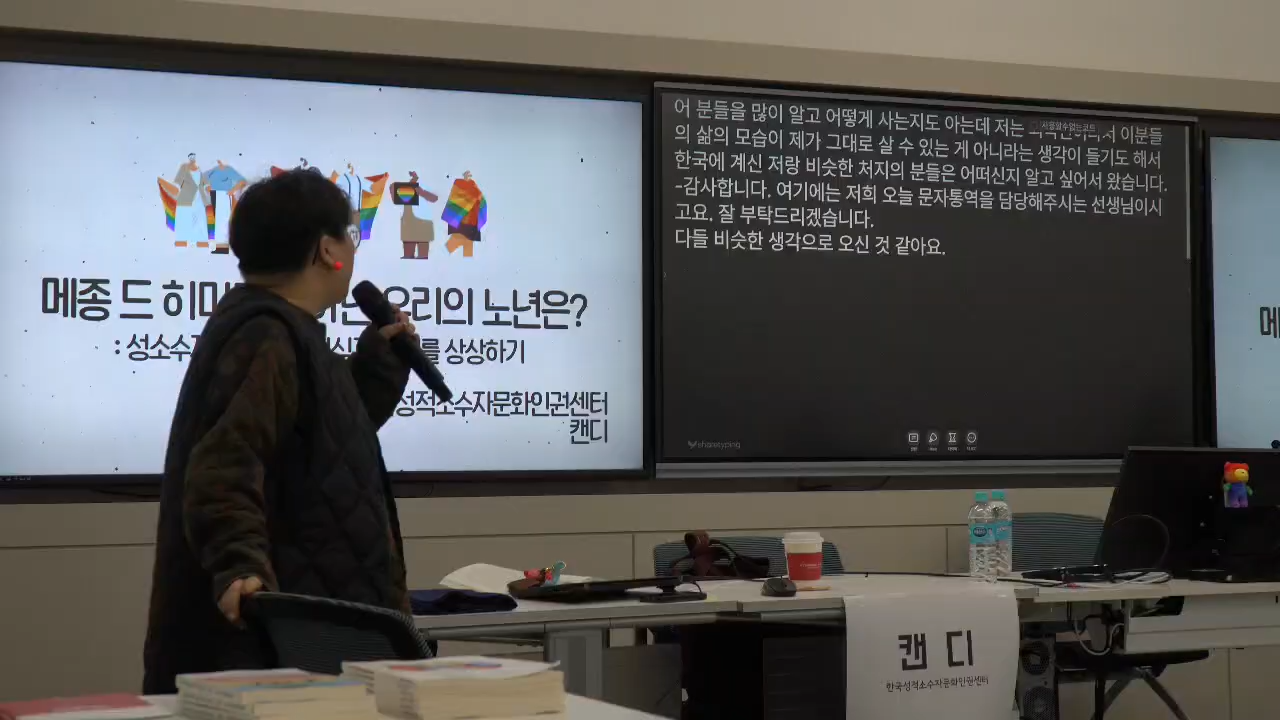 메종 드 히미 아닌 우리의 노년은?
: 성소수 를 상상하기
성적소수자문화인권센터
캔디
어 분들을 많이 알고 어떻게 사는지도 아는데 저는 이분들
의 삶의 모습이 제가 그대로 살 수 있는 게 아니라는 생각이 들기도 해서
한국에 계신 저랑 비슷한 처지의 분들은 어떠신지 알고 싶어서 왔습니다.
-감사합니다. 여기에는 저희 오늘 문자통역을 담당해주시는 선생님이시
고요. 잘 부탁드리겠습니다.
다들 비슷한 생각으로 오신 것 같아요.
sharetyping
메
캔 디
한국성적소수자문화인권센터